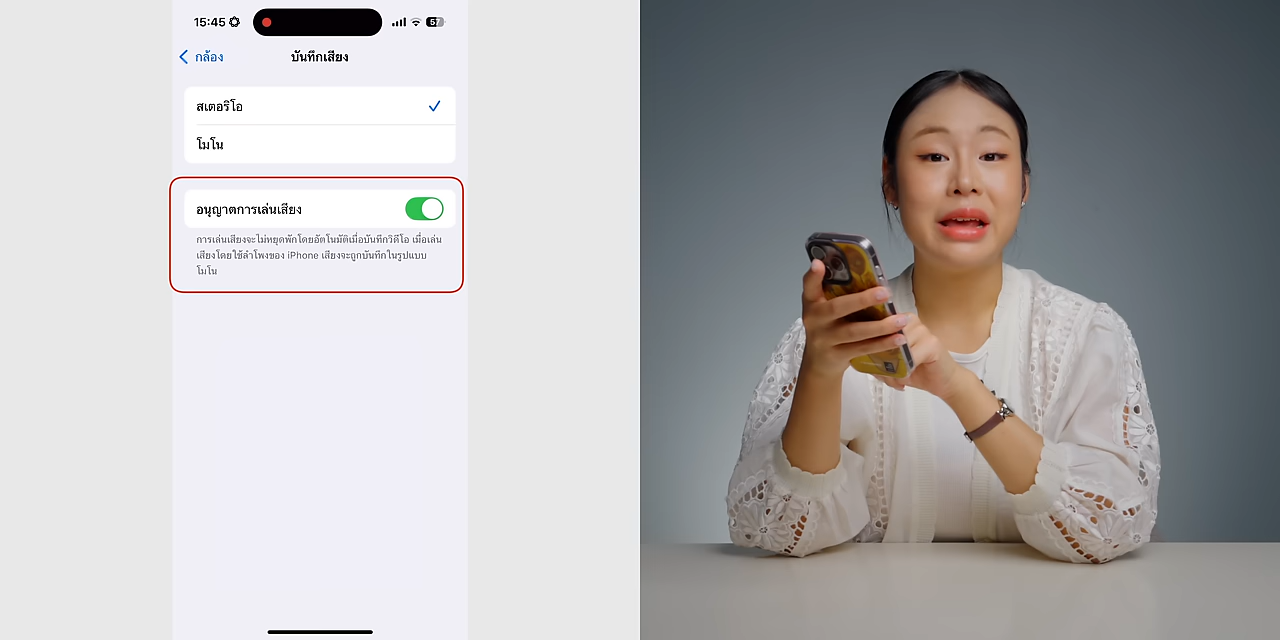 15:45
57
กล้อง
บันทึกเสียง
สเตอริโอ
โมโน
อนุญาตการเล่นเสียง
การเล่นเสียงจะไม่หยุดพักโดยอัตโนมัติเมื่อบันทึกวิดีโอ เมื่อเล่น
เสียงโดยใช้ลำโพงของ iPhone เสียงจะถูกบันทึกในรูปแบบ
โมโน